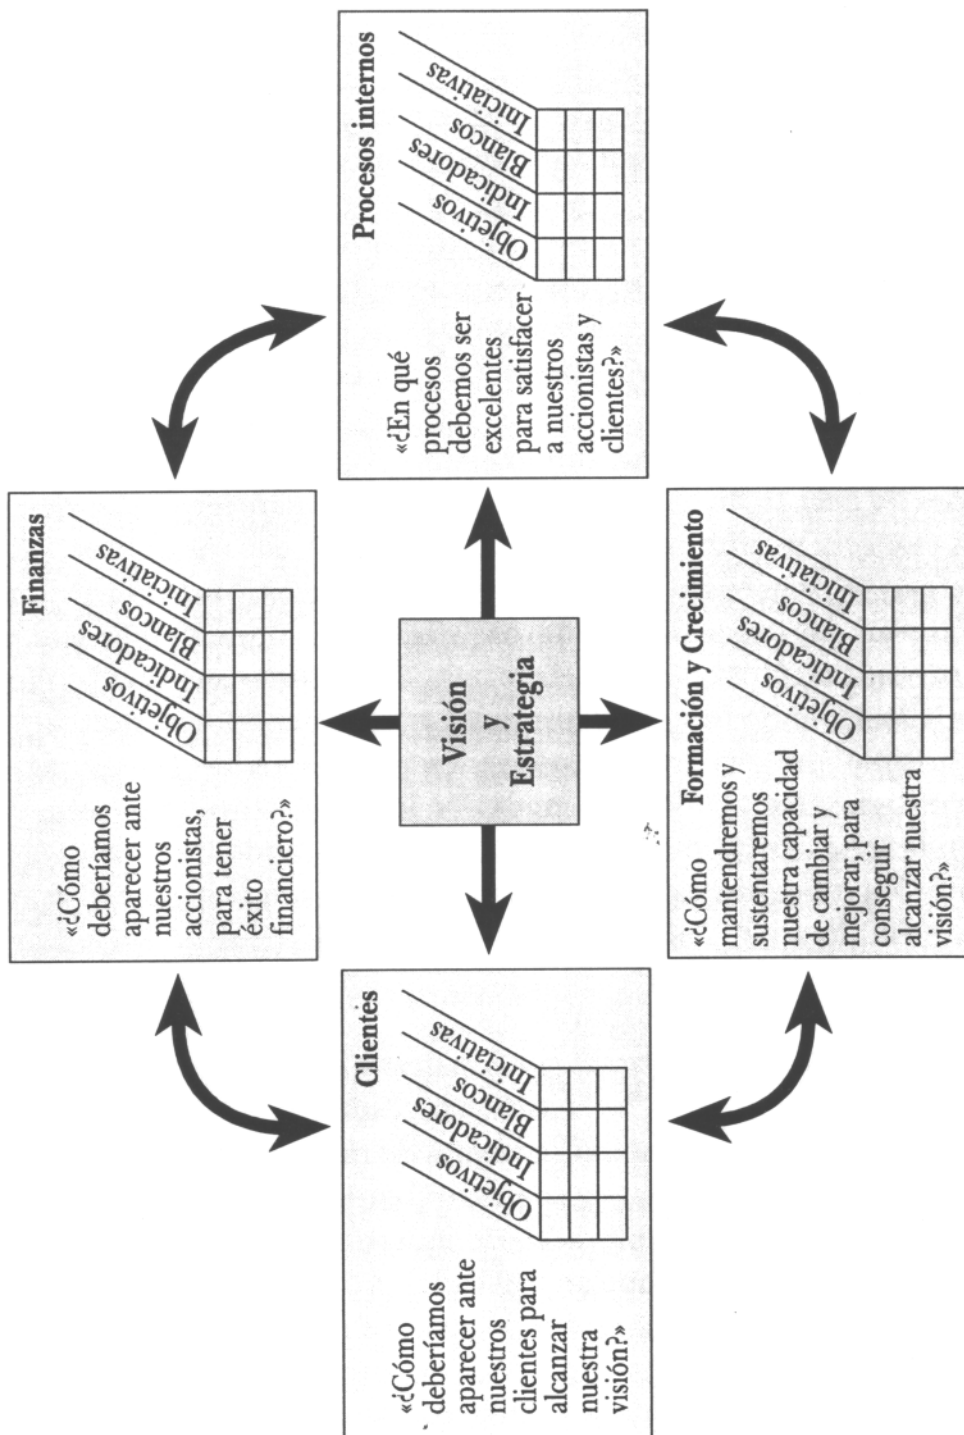 Finanzas
«¿Cómo
deberíamos
aparecer ante
nuestros
accionistas,
para tener
éxito
financiero?»
Objetivos
Indicadores
Blancos
Iniciativas
Clientes
«¿Cómo
deberíamos
aparecer ante
nuestros
clientes para
alcanzar
nuestra
visión?»
Objetivos
Indicadores
Blancos
Iniciativas
Visión
y
Estrategia
Procesos internos
«¿En qué
procesos
debemos ser
excelentes
para satisfacer
a nuestros
accionistas y
clientes?»
Objetivos
Indicadores
Blancos
Iniciativas
Formación y Crecimiento
«¿Cómo
mantendremos y
sustentaremos
nuestra capacidad
de cambiar y
mejorar, para
conseguir
alcanzar nuestra
visión?»
Objetivos
Indicadores
Blancos
Iniciativas